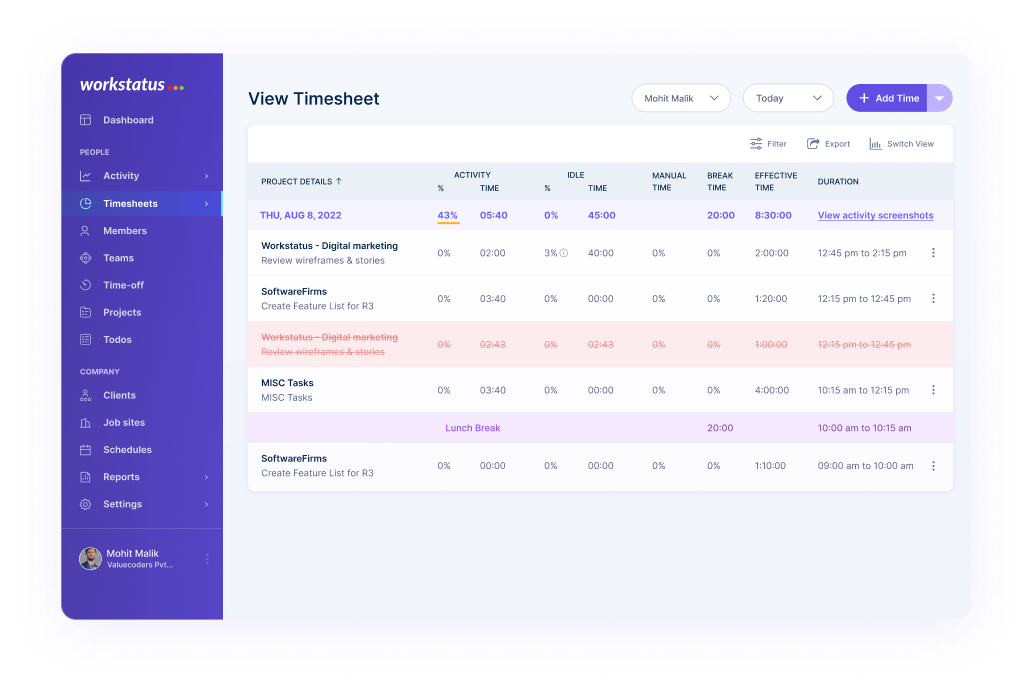 workstatus
Dashboard
PEOPLE
Activity
Timesheets
Members
Teams
Time-off
Projects
Todos
COMPANY
Clients
Job sites
Schedules
Reports
Settings
Mohit Malik
Valuecoders Pvt...
View Timesheet
Mohit Malik
Today
+ Add Time
Filter
Export
Switch View
PROJECT DETAILS ↑
ACTIVITY
% TIME
IDLE
% TIME
MANUAL
TIME
BREAK
TIME
EFFECTIVE
TIME
DURATION
THU, AUG 8, 2022 43% 05:40 0% 45:00 20:00 8:30:00 View activity screenshots
Workstatus - Digital marketing
Review wireframes & stories
0% 02:00 3% 40:00 0% 0% 2:00:00 12:45 pm to 2:15 pm
SoftwareFirms
Create Feature List for R3
0% 03:40 0% 00:00 0% 0% 1:20:00 12:15 pm to 12:45 pm
Workstatus - Digital marketing
Review wireframes & stories
0% 02:43 0% 02:43 0% 0% 1:00:00 12:15 pm to 12:45 pm
MISC Tasks
MISC Tasks
0% 03:40 0% 00:00 0% 0% 4:00:00 10:15 am to 12:15 pm
Lunch Break 20:00 10:00 am to 10:15 am
SoftwareFirms
Create Feature List for R3
0% 00:00 0% 00:00 0% 0% 1:10:00 09:00 am to 10:00 am